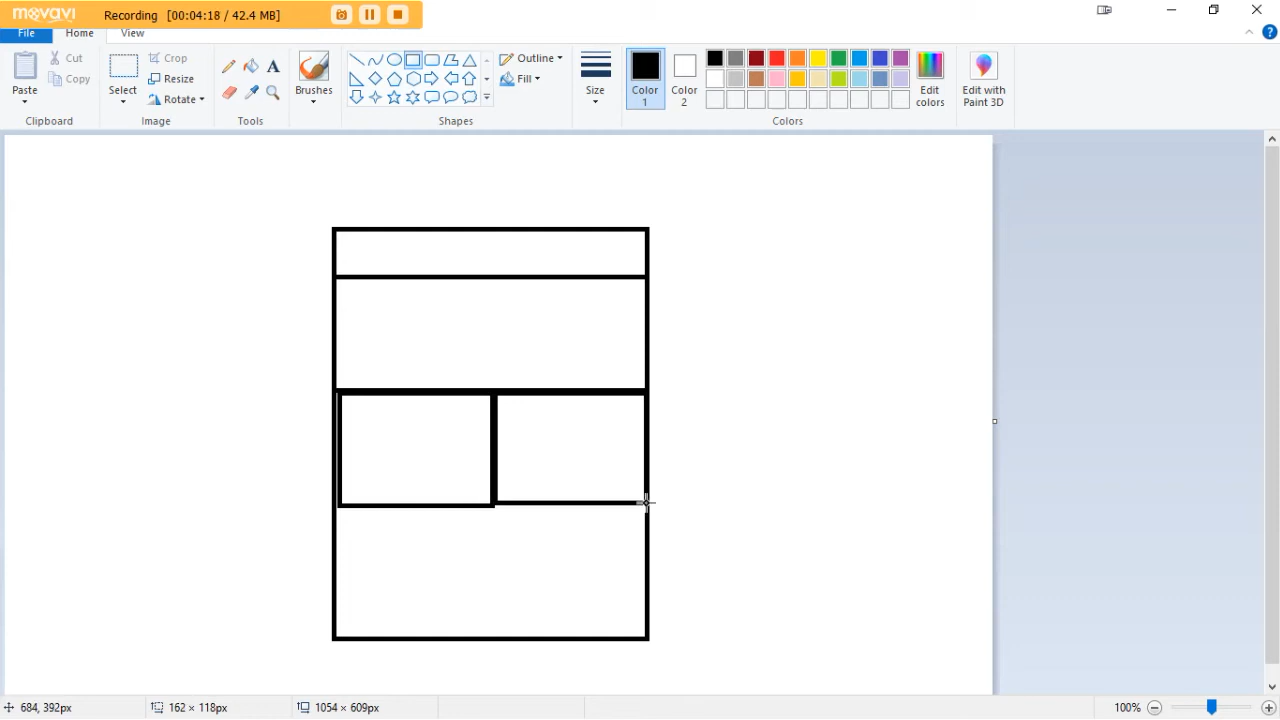 movavi Recording [00:04:18 / 42.4 MB]
File Home View
Paste
Cut
Copy
Clipboard
Select
Crop
Resize
Rotate
Image
A
Tools
Brushes
Outline
Fill
Shapes
Size
Color 1
Color 2
Colors
Edit colors
Edit with Paint 3D
?
684, 392px 162 × 118px 1054 × 609px 100%